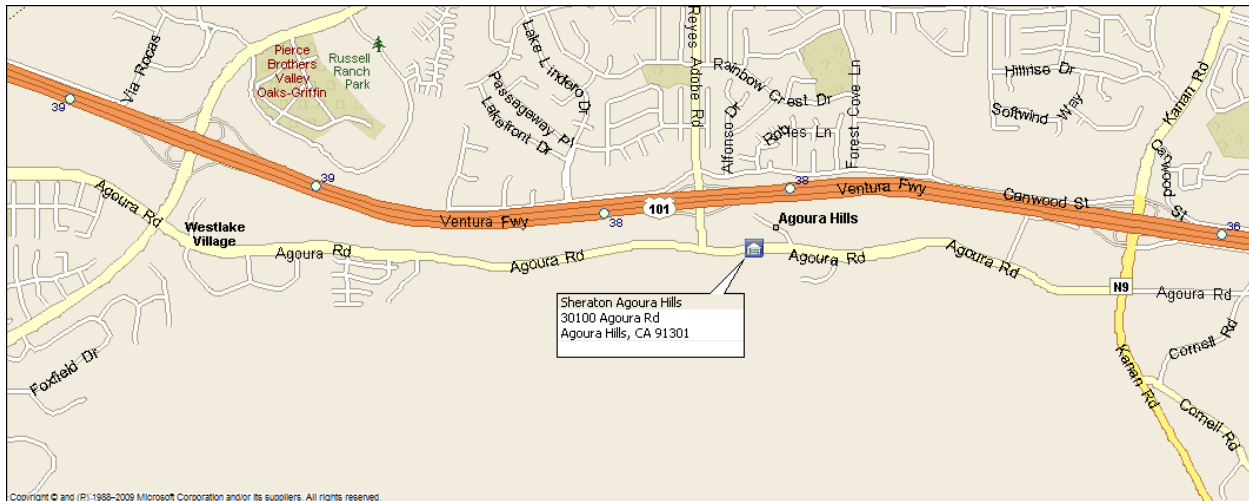 Via Rocas
Pierce
Brothers
Valley
Oaks-Griffin
Russell
Ranch
Park
Lake Lindero Dr
Passageway Pl
Lakefront Dr
Reyes Adobe Rd
Rainbow Crest Dr
Alfonso Dr
Robles Ln
Forest Cove Ln
Hillrise Dr
Softwind Way
Kanan Rd
Canwood St
39
39
38
38
36
Ventura Fwy
101
Ventura Fwy
Canwood St
Agoura Rd
Westlake
Village
Agoura Rd
Agoura Rd
Agoura Hills
Agoura Rd
Agoura Rd
N9
Agoura Rd
Sheraton Agoura Hills
30100 Agoura Rd
Agoura Hills, CA 91301
Foxfield Dr
Kanan Rd
Cornell Rd
Cornell Rd
Copyright © and (P) 1988–2009 Microsoft Corporation and/or its suppliers. All rights reserved.